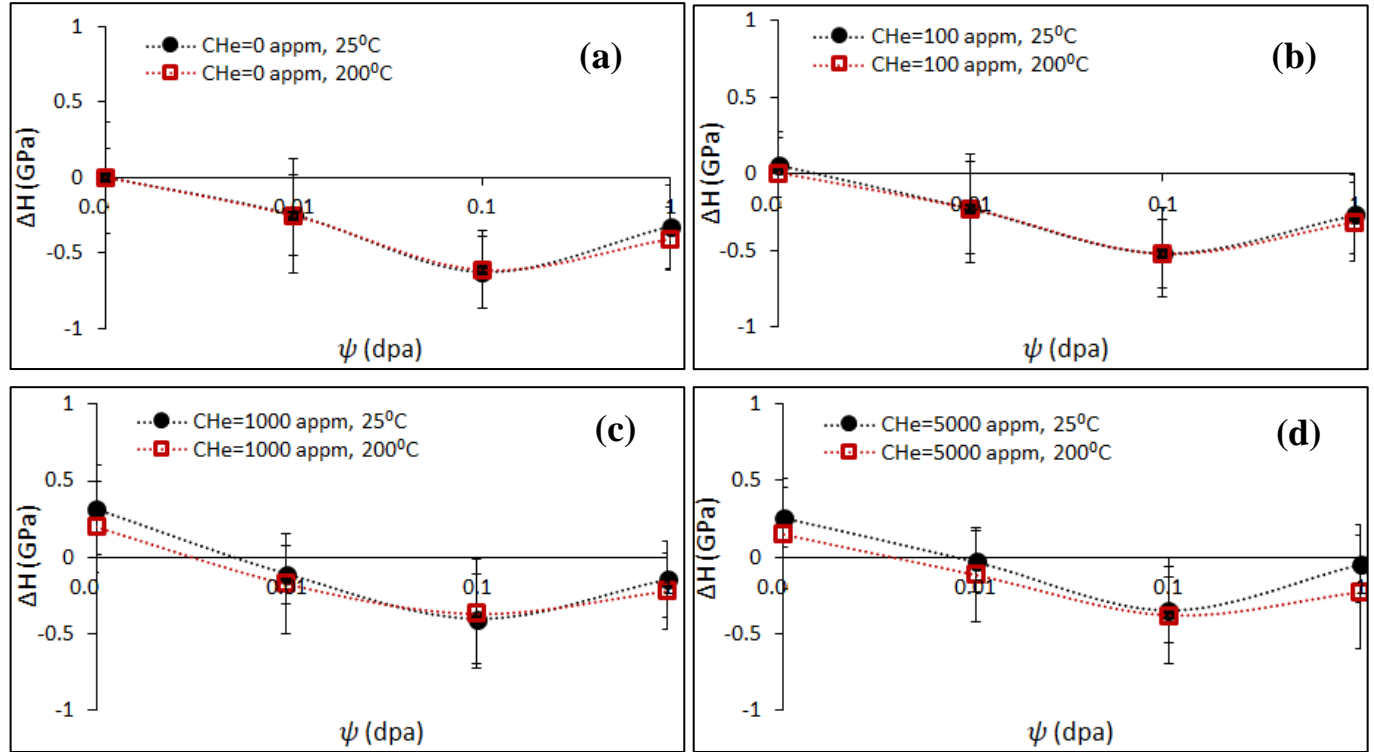 (a)
CHe=0 appm, 25⁰C
CHe=0 appm, 200⁰C
1
0.5
0
-0.5
-1
ΔH (GPa)
0.0
0.01
0.1
1
ψ (dpa)
(b)
CHe=100 appm, 25⁰C
CHe=100 appm, 200⁰C
1
0.5
0
-0.5
-1
ΔH (GPa)
0.0
0.01
0.1
1
ψ (dpa)
(c)
CHe=1000 appm, 25⁰C
CHe=1000 appm, 200⁰C
1
0.5
0
-0.5
-1
ΔH (GPa)
0.0
0.01
0.1
1
ψ (dpa)
(d)
CHe=5000 appm, 25⁰C
CHe=5000 appm, 200⁰C
1
0.5
0
-0.5
-1
ΔH (GPa)
0.0
0.01
0.1
1
ψ (dpa)